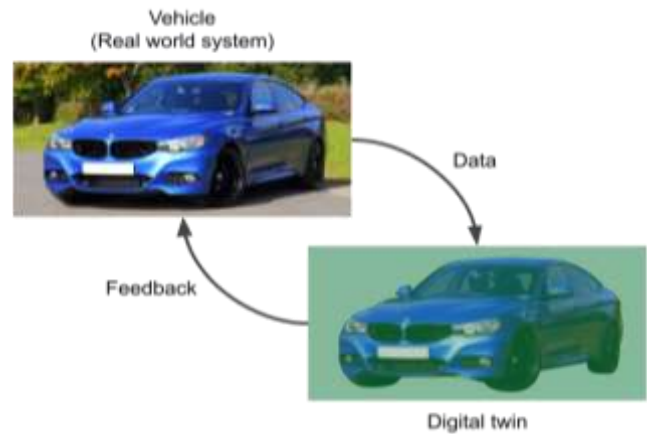 Vehicle
(Real world system)
Data
Feedback
Digital twin